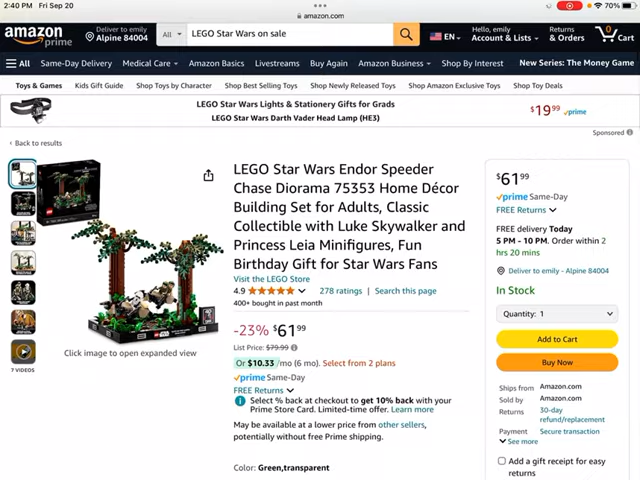 2:40 PM Fri Sep 20
70%
amazon.com
amazon
prime
Deliver to emily
Alpine 84004
All
LEGO Star Wars on sale
EN
Hello, emily
Account & Lists
Returns
& Orders
0
Cart
All
Same-Day Delivery
Medical Care
Amazon Basics
Livestreams
Buy Again
Amazon Business
Shop By Interest
New Series: The Money Game
Toys & Games
Kids Gift Guide
Shop Toys by Character
Shop Best Selling Toys
Shop Newly Released Toys
Shop Amazon Exclusive Toys
Shop Toy Deals
LEGO Star Wars Lights & Stationery Gifts for Grads
LEGO Star Wars Darth Vader Head Lamp (HE3)
$19.99 prime
Sponsored
Back to results
LEGO Star Wars Endor Speeder
Chase Diorama 75353 Home Décor
Building Set for Adults, Classic
Collectible with Luke Skywalker and
Princess Leia Minifigures, Fun
Birthday Gift for Star Wars Fans
Visit the LEGO Store
4.9
278 ratings | Search this page
400+ bought in past month
-23% $61.99
List Price: $79.99
Or $10.33 /mo (6 mo). Select from 2 plans
prime Same-Day
FREE Returns
Select % back at checkout to get 10% back with your
Prime Store Card. Limited-time offer. Learn more
May be available at a lower price from other sellers,
potentially without free Prime shipping.
Color: Green,transparent
7 VIDEOS
Click image to open expanded view
$61.99
prime Same-Day
FREE Returns
FREE delivery Today
5 PM - 10 PM. Order within 2
hrs 20 mins
Deliver to emily - Alpine 84004
In Stock
Quantity: 1
Add to Cart
Buy Now
Ships from Amazon.com
Sold by Amazon.com
Returns 30-day
refund/replacement
Payment Secure transaction
See more
Add a gift receipt for easy
returns